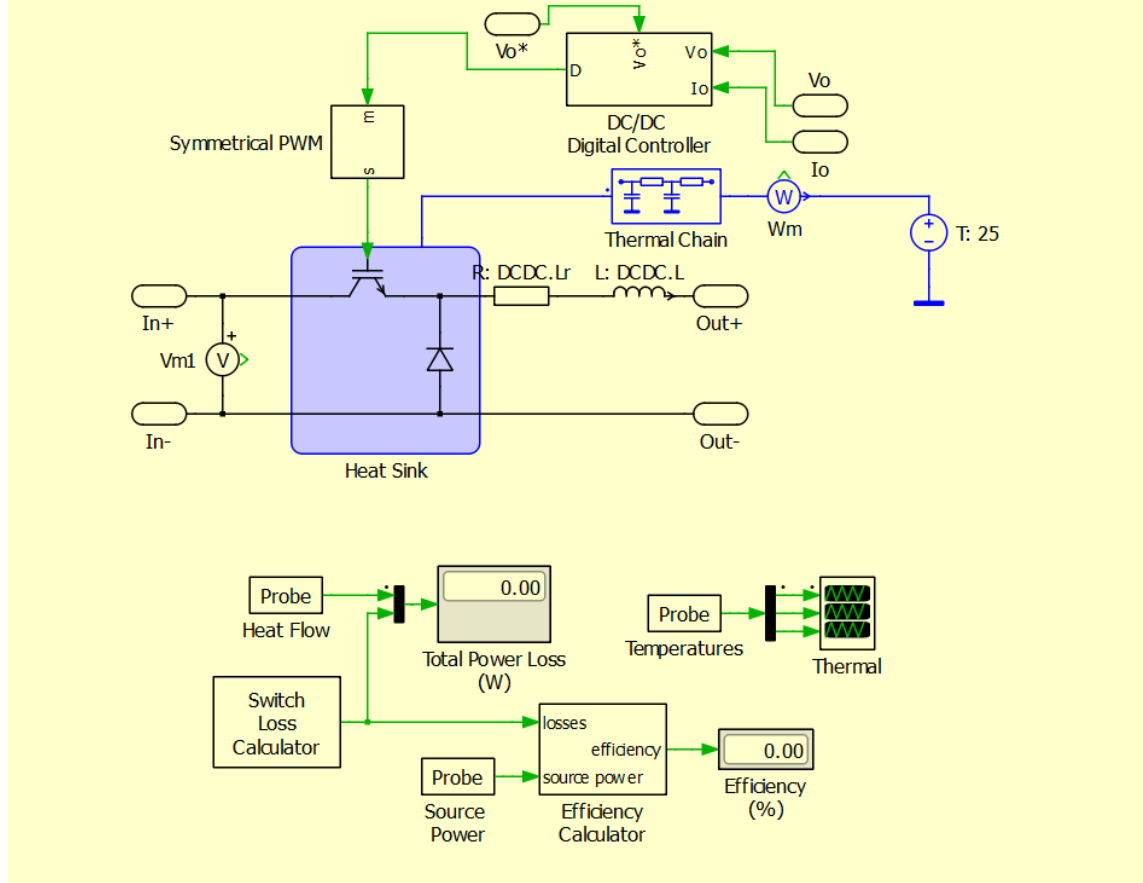 Vo*
Vo*
Vo
D
Io
Vo
DC/DC
Digital Controller
Io
m
Symmetrical PWM
s
W
Thermal Chain
Wm
+
−
T: 25
R: DCDC.Lr
L: DCDC.L
In+
Out+
+
Vm1
V
In-
Out-
Heat Sink
Probe
0.00
Heat Flow
Total Power Loss
(W)
Probe
Temperatures
Thermal
Switch
Loss
Calculator
losses
efficiency
source power
0.00
Probe
Efficiency
(%)
Source
Power
Efficiency
Calculator